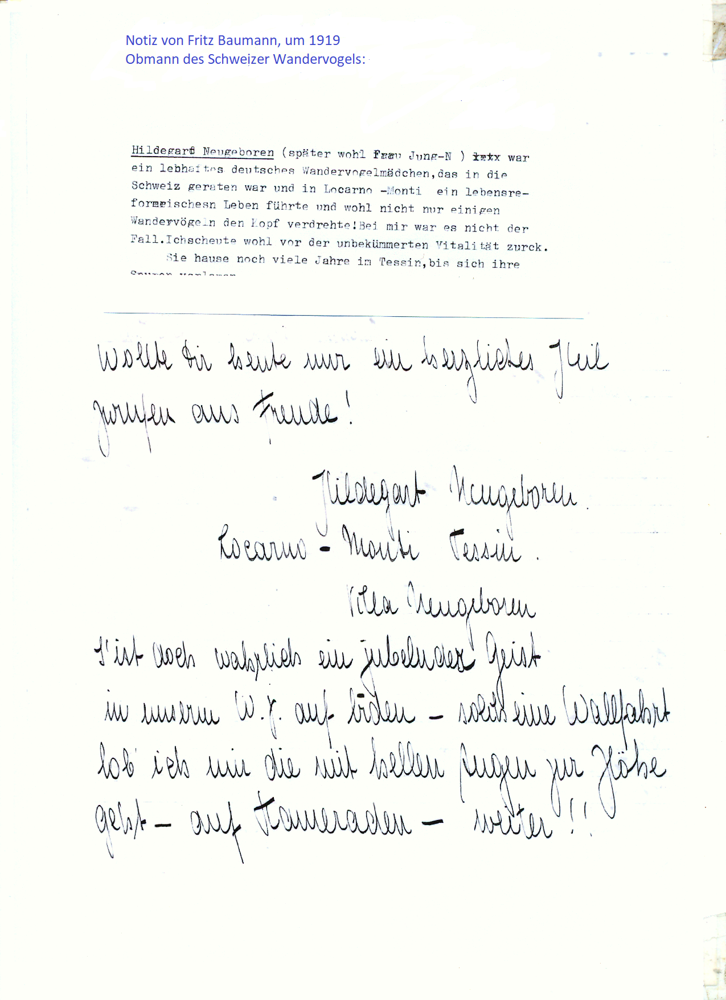 Notiz von Fritz Baumann, um 1919
Obmann des Schweizer Wandervogels:
Hildegard Neugeboren (später wohl Frau Jung-N ) war
ein lebhaftes deutsches Wandervogelmädchen,das in die
Schweiz geraten war und in Locarno -Monti ein lebensre-
formerischesn Leben führte und wohl nicht nur einigen
Wandervögeln den Kopf verdrehte!Bei mir war es nicht der
Fall.Ichscheute wohl vor der unbekümmerten Vitalität zurck.
Sie hause noch viele Jahre im Tessin,bis sich ihre
Wollte Dir heute nur ein herzliches Heil
zurufen aus Freude!
Hildegart Neugeboren.
Locarno - Monti Tessin.
Villa Neugeboren
S'ist doch wahrlich ein jubelnder Geist
in unserm W. V. auf – solch eine Wallfahrt
lob' ich mir die mit hellen Augen zur Höhe
geht – auf Kameraden – weiter!!